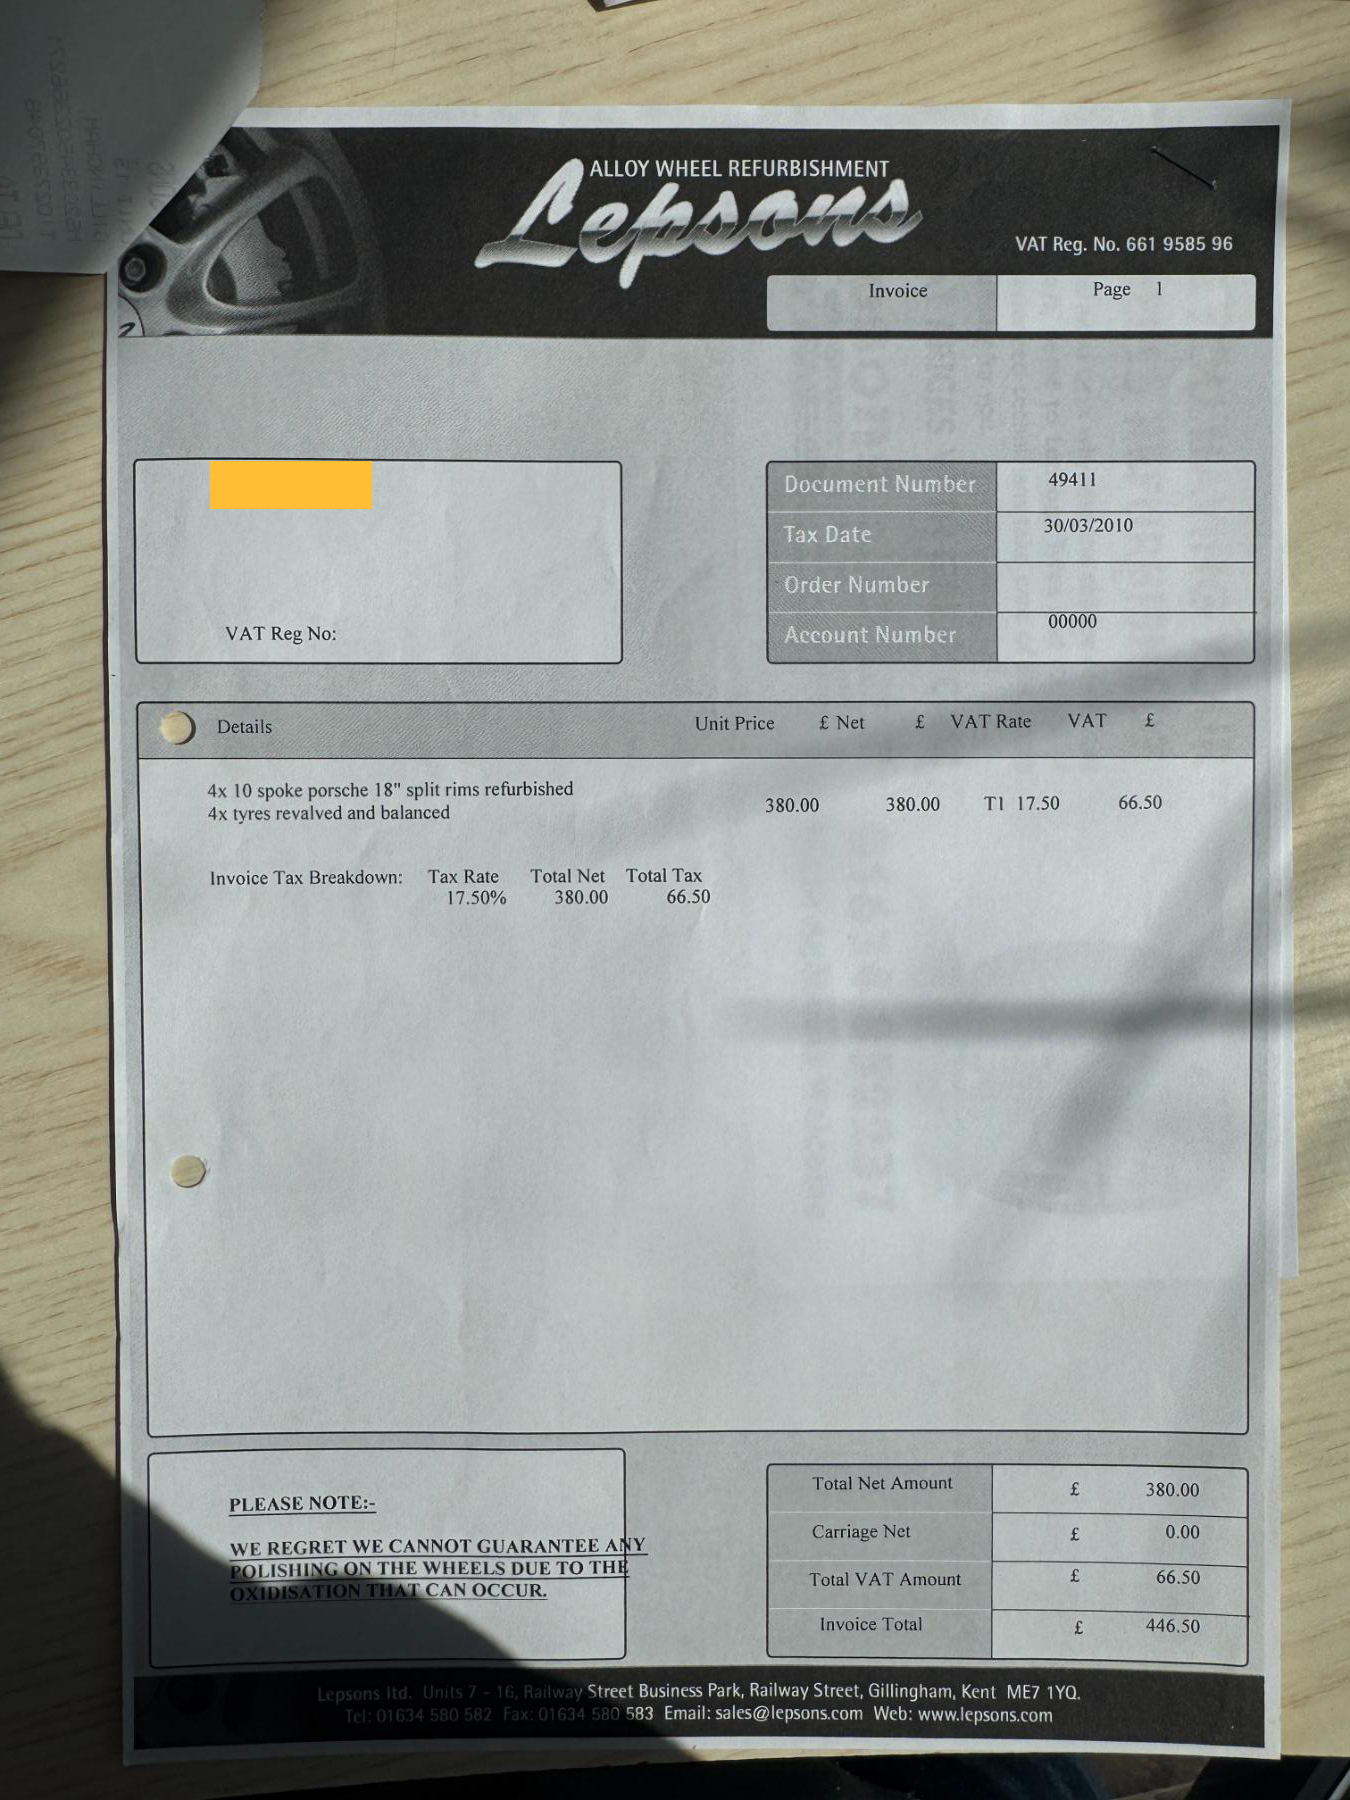 ALLOY WHEEL REFURBISHMENT
Lepsons
VAT Reg. No. 661 9585 96
Invoice Page 1
Document Number 49411
Tax Date 30/03/2010
Order Number
Account Number 00000
VAT Reg No:
Details Unit Price £ Net £ VAT Rate VAT £
4x 10 spoke porsche 18" split rims refurbished
4x tyres revalved and balanced
380.00 380.00 T1 17.50 66.50
Invoice Tax Breakdown: Tax Rate Total Net Total Tax
17.50% 380.00 66.50
PLEASE NOTE:-
WE REGRET WE CANNOT GUARANTEE ANY
POLISHING ON THE WHEELS DUE TO THE
OXIDISATION THAT CAN OCCUR.
Total Net Amount £ 380.00
Carriage Net £ 0.00
Total VAT Amount £ 66.50
Invoice Total £ 446.50
Lepsons ltd. Units 7 - 16, Railway Street Business Park, Railway Street, Gillingham, Kent ME7 1YQ.
Tel: 01634 580 582 Fax: 01634 580 583 Email: sales@lepsons.com Web: www.lepsons.com